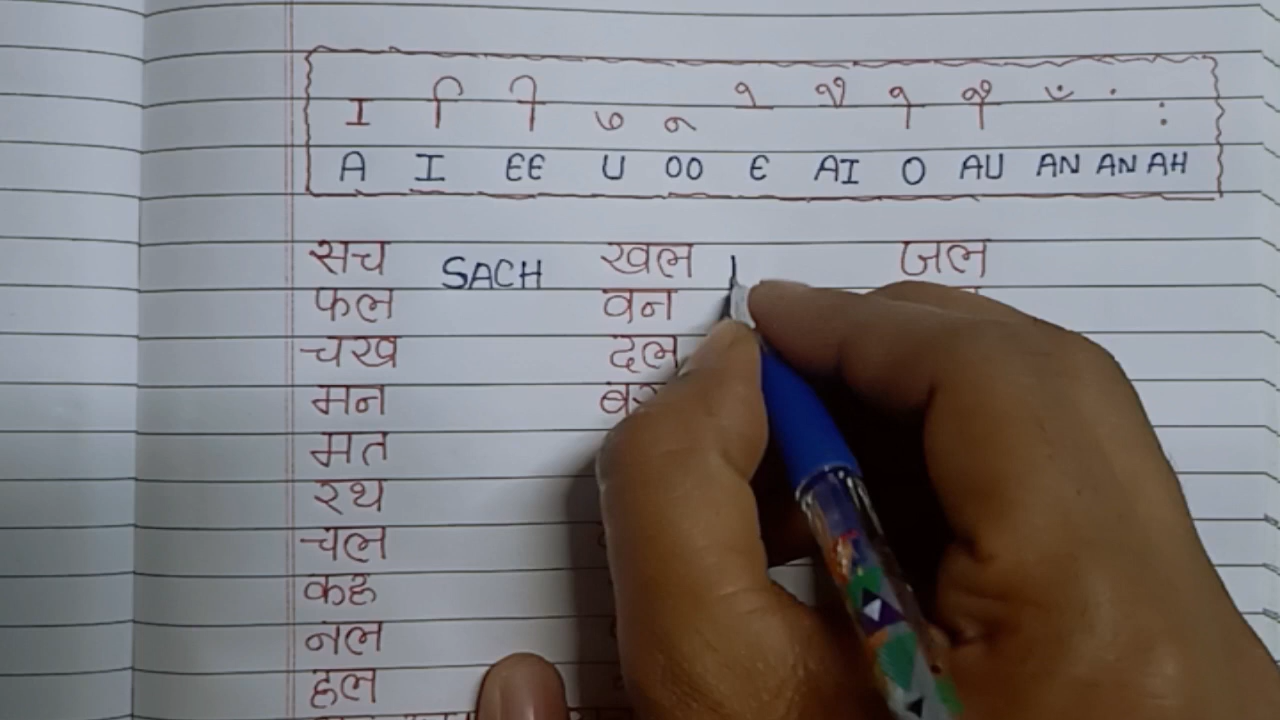 ा ि ी ु ू े ै ो ौ ँ ं ः
A I EE U OO E AI O AU AN AN AH
सच SACH खल जल
फल वन
चख दल
मन
मत
रथ
चल
कह
नल
हल